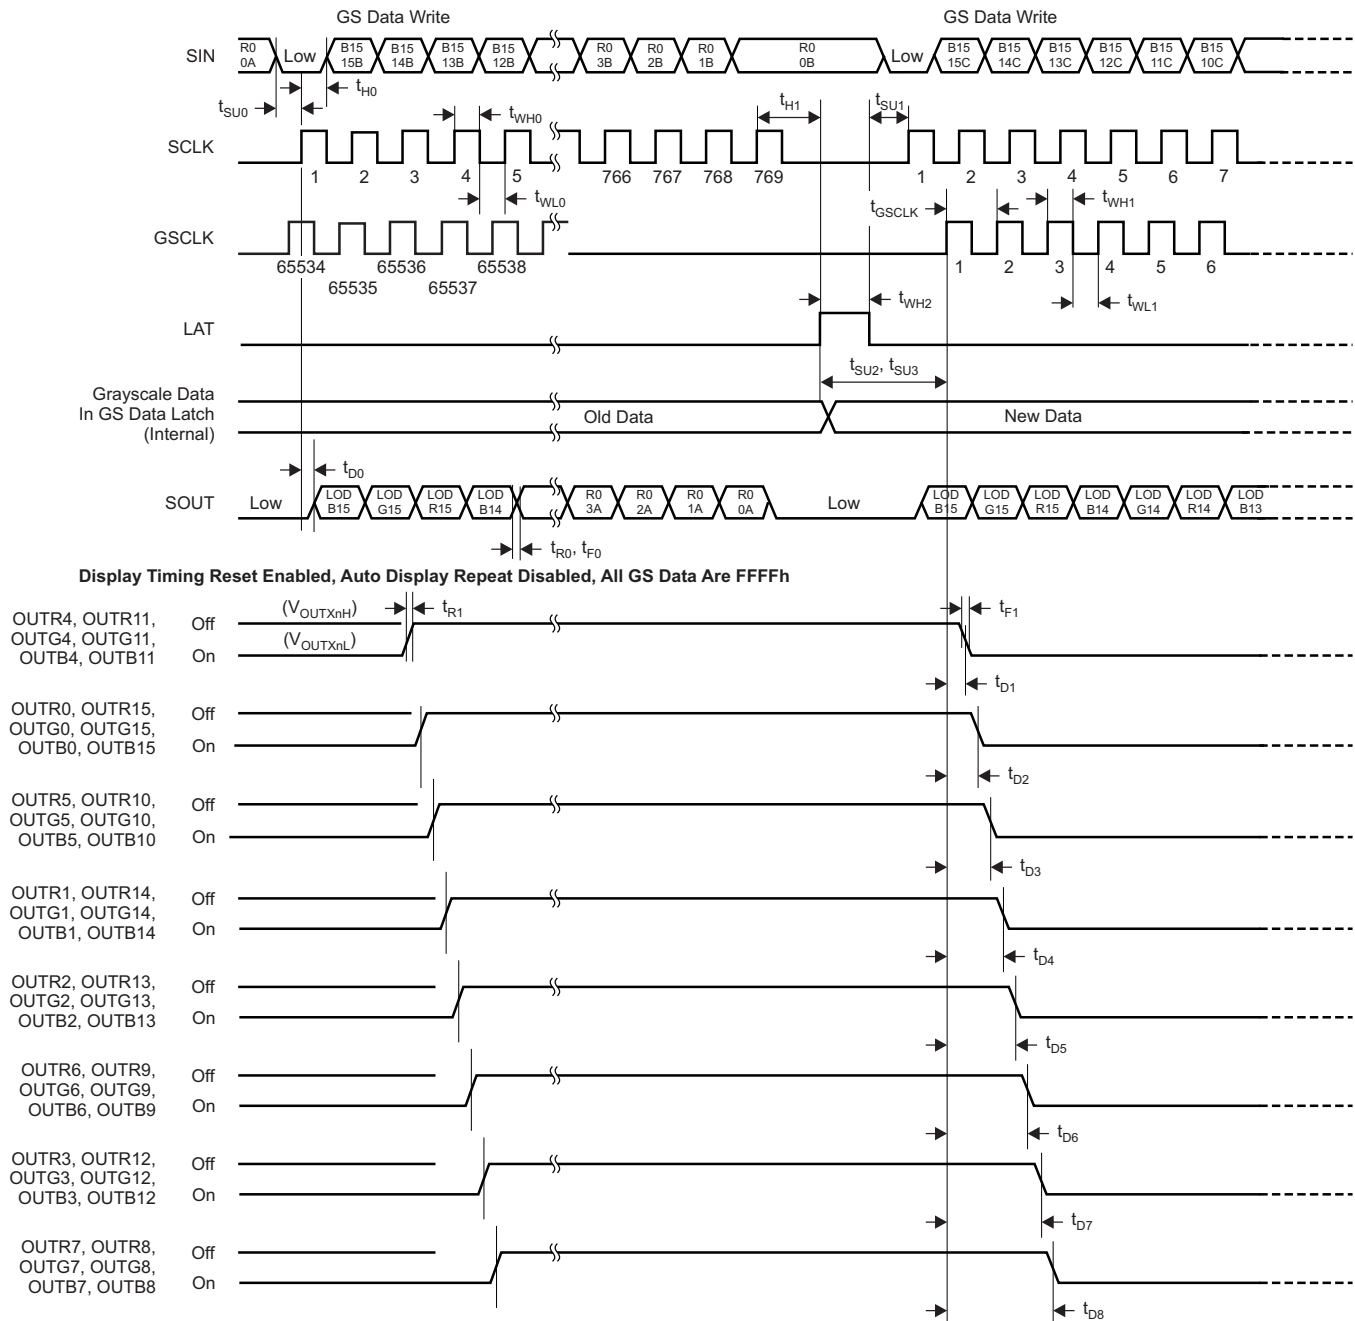 GS Data Write GS Data Write
SIN R0 0A Low B15 15B B15 14B B15 13B B15 12B R0 3B R0 2B R0 1B R0 0B Low B15 15C B15 14C B15 13C B15 12C B15 11C B15 10C
tSU0 tH0 tWH0 tH1 tSU1
SCLK
1 2 3 4 5 766 767 768 769 1 2 3 4 5 6 7
tWL0 tGSCLK tWH1
GSCLK
65534 65536 65538 1 2 3 4 5 6
65535 65537
tWH2 tWL1
LAT
tSU2, tSU3
Grayscale Data
In GS Data Latch
(Internal)
Old Data New Data
tD0
SOUT Low LOD B15 LOD G15 LOD R15 LOD B14 R0 3A R0 2A R0 1A R0 0A Low LOD B15 LOD G15 LOD R15 LOD B14 LOD G14 LOD R14 LOD B13
tR0, tF0
Display Timing Reset Enabled, Auto Display Repeat Disabled, All GS Data Are FFFFh
OUTR4, OUTR11,
OUTG4, OUTG11,
OUTB4, OUTB11
Off (VOUTXnH) tR1 tF1
On (VOUTXnL)
tD1
OUTR0, OUTR15,
OUTG0, OUTG15,
OUTB0, OUTB15
Off
On
tD2
OUTR5, OUTR10,
OUTG5, OUTG10,
OUTB5, OUTB10
Off
On
tD3
OUTR1, OUTR14,
OUTG1, OUTG14,
OUTB1, OUTB14
Off
On
tD4
OUTR2, OUTR13,
OUTG2, OUTG13,
OUTB2, OUTB13
Off
On
tD5
OUTR6, OUTR9,
OUTG6, OUTG9,
OUTB6, OUTB9
Off
On
tD6
OUTR3, OUTR12,
OUTG3, OUTG12,
OUTB3, OUTB12
Off
On
tD7
OUTR7, OUTR8,
OUTG7, OUTG8,
OUTB7, OUTB8
Off
On
tD8